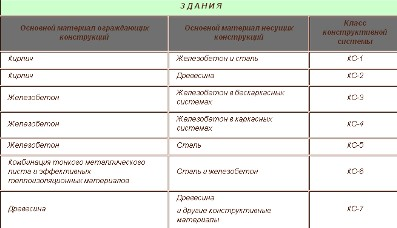 ЗДАНИЯ
Основной материал ограждающих конструкций
Основной материал несущих конструкций
Класс конструктивной системы
Кирпич
Железобетон и сталь
КС-1
Кирпич
Древесина
КС-2
Железобетон
Железобетон в бескаркасных
системах
КС-3
Железобетон
Железобетон в каркасных
системах
КС-4
Железобетон
Сталь
КС-5
Комбинация тонкого металлического
листа и эффективных
теплоизоляционных материалов
Сталь и железобетон
КС-6
Древесина
Древесина
и другие конструктивные
материалы
КС-7